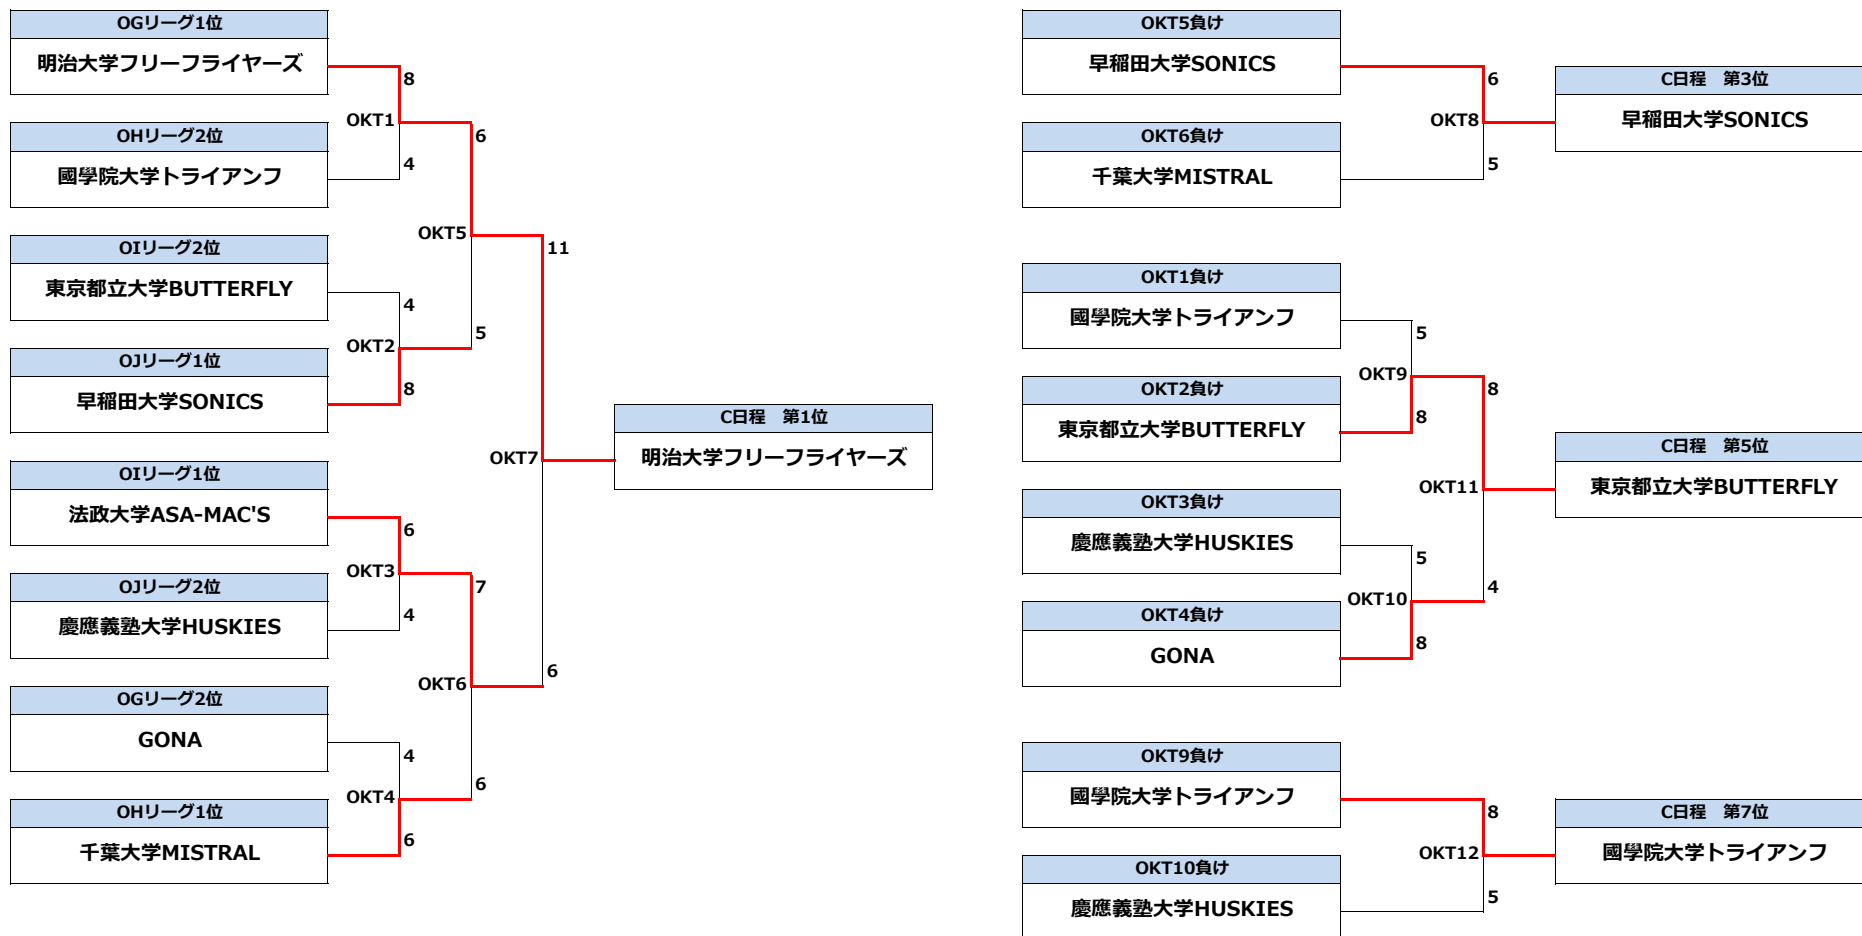 OGリーグ1位
明治大学フリーフライヤーズ
8
OKT1
OHリーグ2位
國學院大学トライアンフ
4
6
OKT5
OIリーグ2位
東京都立大学BUTTERFLY
4
OKT2
5
OJリーグ1位
早稲田大学SONICS
8
11
OKT7
C日程　第1位
明治大学フリーフライヤーズ
OIリーグ1位
法政大学ASA-MAC'S
6
OKT3
7
OJリーグ2位
慶應義塾大学HUSKIES
4
OKT6
6
OGリーグ2位
GONA
4
OKT4
6
OHリーグ1位
千葉大学MISTRAL
6
OKT5負け
早稲田大学SONICS
6
OKT8
C日程　第3位
早稲田大学SONICS
OKT6負け
千葉大学MISTRAL
5
OKT1負け
國學院大学トライアンフ
5
OKT9
8
OKT2負け
東京都立大学BUTTERFLY
8
OKT11
C日程　第5位
東京都立大学BUTTERFLY
OKT3負け
慶應義塾大学HUSKIES
5
OKT10
4
OKT4負け
GONA
8
OKT9負け
國學院大学トライアンフ
8
OKT12
C日程　第7位
國學院大学トライアンフ
OKT10負け
慶應義塾大学HUSKIES
5